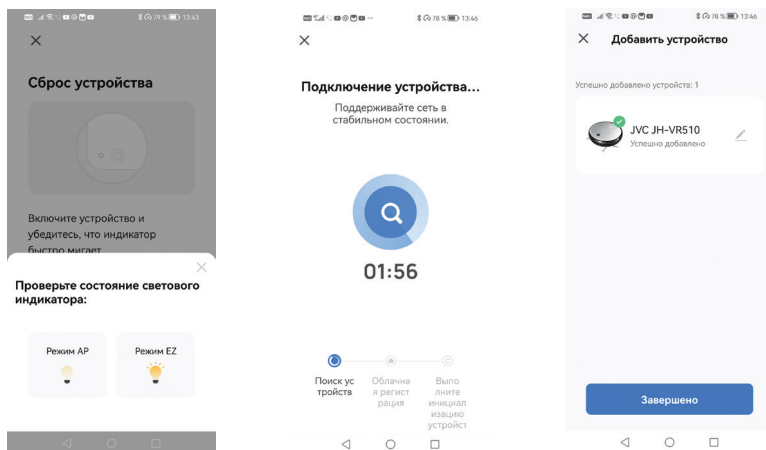 79 % 13:43
Сброс устройства
Включите устройство и
убедитесь, что индикатор
быстро мигает
Проверьте состояние светового
индикатора:
Режим AP
Режим EZ
78 % 13:46
Подключение устройства...
Поддерживайте сеть в
стабильном состоянии.
01:56
Поиск ус
тройств
Облачна
я регист
рация
Выпо
лните
инициал
изацию
устройст
78 % 13:46
Добавить устройство
Успешно добавлено устройств: 1
JVC JH-VR510
Успешно добавлено
Завершено